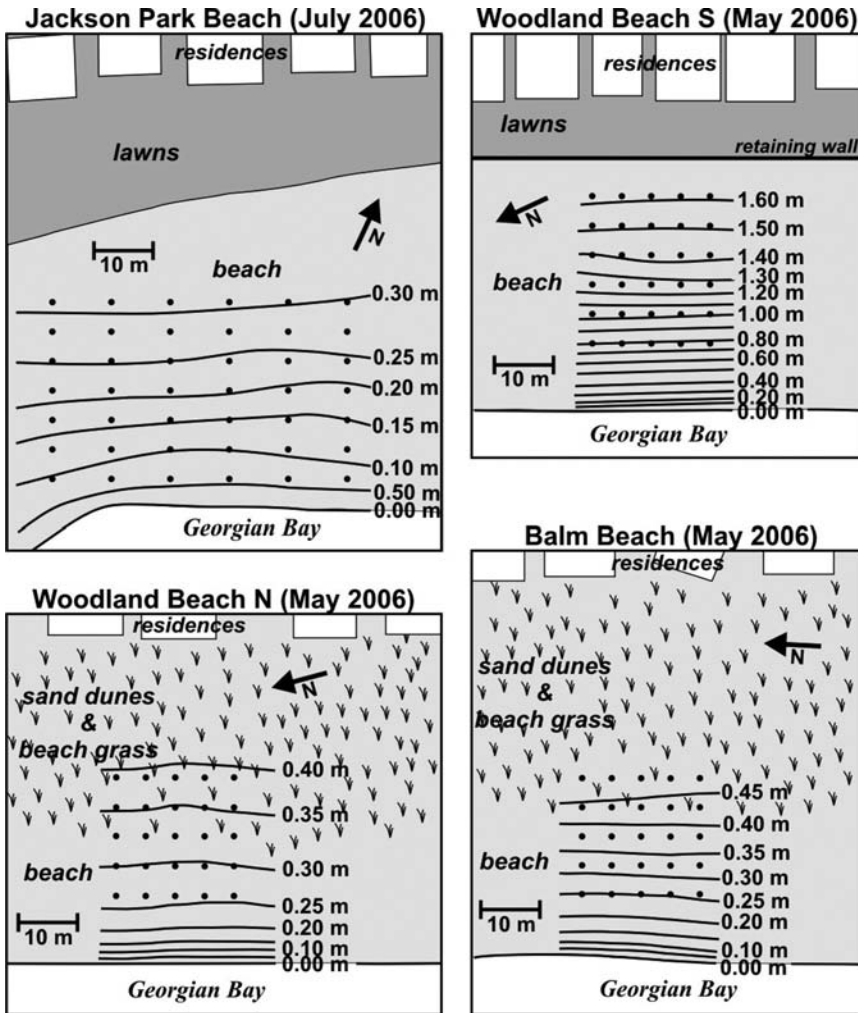 Jackson Park Beach (July 2006)
residences
lawns
N
10 m
beach
0.30 m
0.25 m
0.20 m
0.15 m
0.10 m
0.50 m
0.00 m
Georgian Bay
Woodland Beach S (May 2006)
residences
lawns
retaining wall
1.60 m
N
1.50 m
1.40 m
beach
1.30 m
1.20 m
1.00 m
0.80 m
0.60 m
10 m
0.40 m
0.20 m
0.00 m
Georgian Bay
Woodland Beach N (May 2006)
residences
N
sand dunes
&
beach grass
0.40 m
0.35 m
beach
0.30 m
0.25 m
10 m
0.20 m
0.10 m
0.00 m
Georgian Bay
Balm Beach (May 2006)
residences
N
sand dunes
&
beach grass
0.45 m
0.40 m
beach
0.35 m
0.30 m
0.25 m
10 m
0.20 m
0.10 m
0.00 m
Georgian Bay